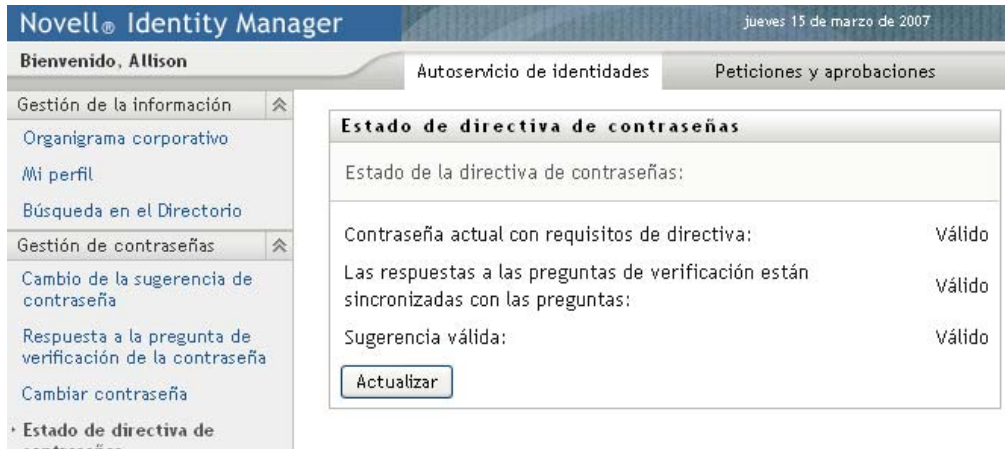 Novell® Identity Manager
jueves 15 de marzo de 2007
Bienvenido, Allison
Autoservicio de identidades
Peticiones y aprobaciones
Gestión de la información
Organigrama corporativo
Mi perfil
Búsqueda en el Directorio
Gestión de contraseñas
Cambio de la sugerencia de
contraseña
Respuesta a la pregunta de
verificación de la contraseña
Cambiar contraseña
Estado de directiva de
Estado de directiva de contraseñas
Estado de la directiva de contraseñas:
Contraseña actual con requisitos de directiva: Válido
Las respuestas a las preguntas de verificación están
sincronizadas con las preguntas: Válido
Sugerencia válida: Válido
Actualizar